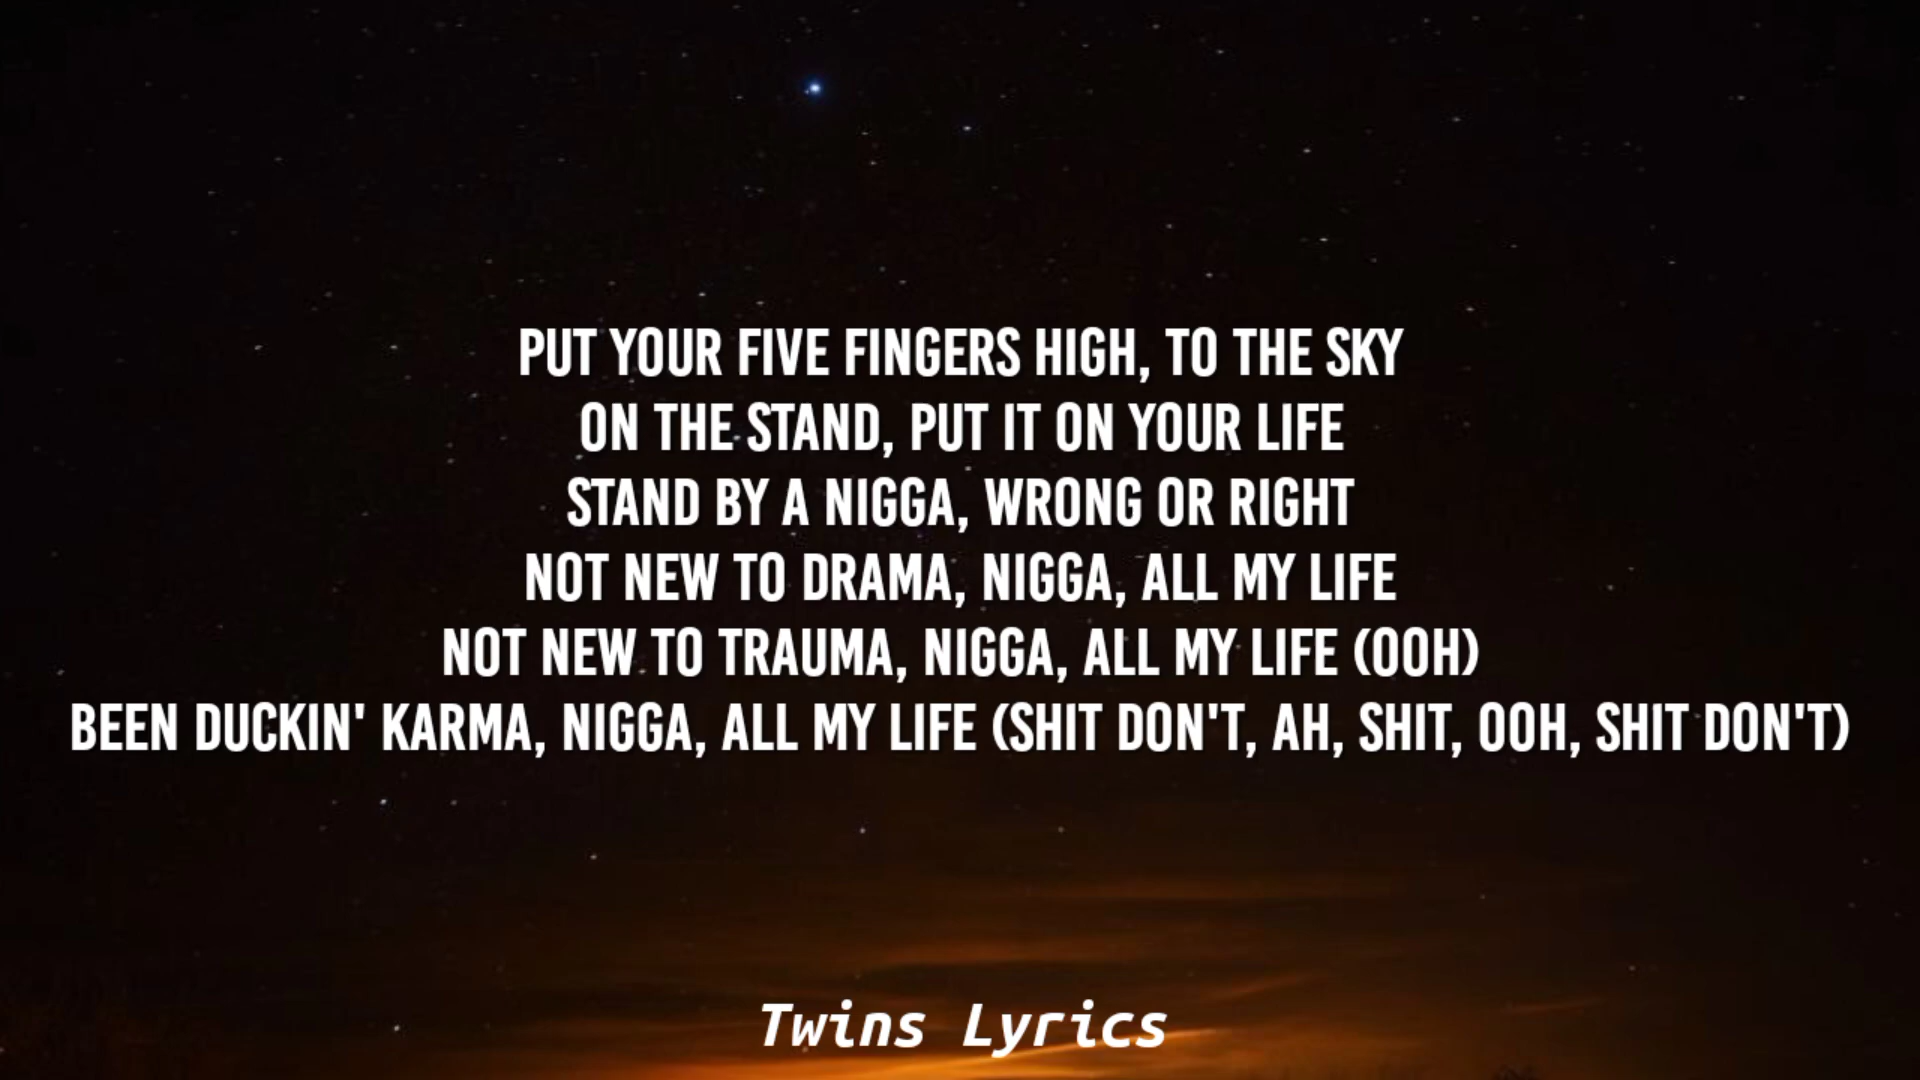 PUT YOUR FIVE FINGERS HIGH, TO THE SKY
ON THE STAND, PUT IT ON YOUR LIFE
STAND BY A NIGGA, WRONG OR RIGHT
NOT NEW TO DRAMA, NIGGA, ALL MY LIFE
NOT NEW TO TRAUMA, NIGGA, ALL MY LIFE (OOH)
BEEN DUCKIN' KARMA, NIGGA, ALL MY LIFE (SHIT DON'T, AH, SHIT, OOH, SHIT DON'T)
Twins Lyrics